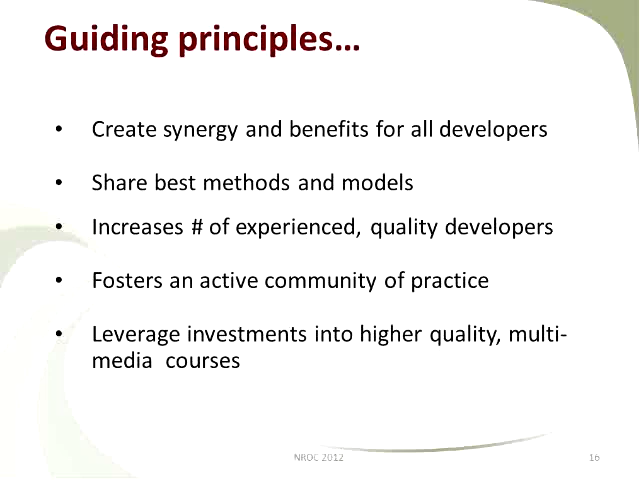 Guiding principles…
• Create synergy and benefits for all developers
• Share best methods and models
• Increases # of experienced, quality developers
• Fosters an active community of practice
• Leverage investments into higher quality, multi-
media courses
NROC 2012
16